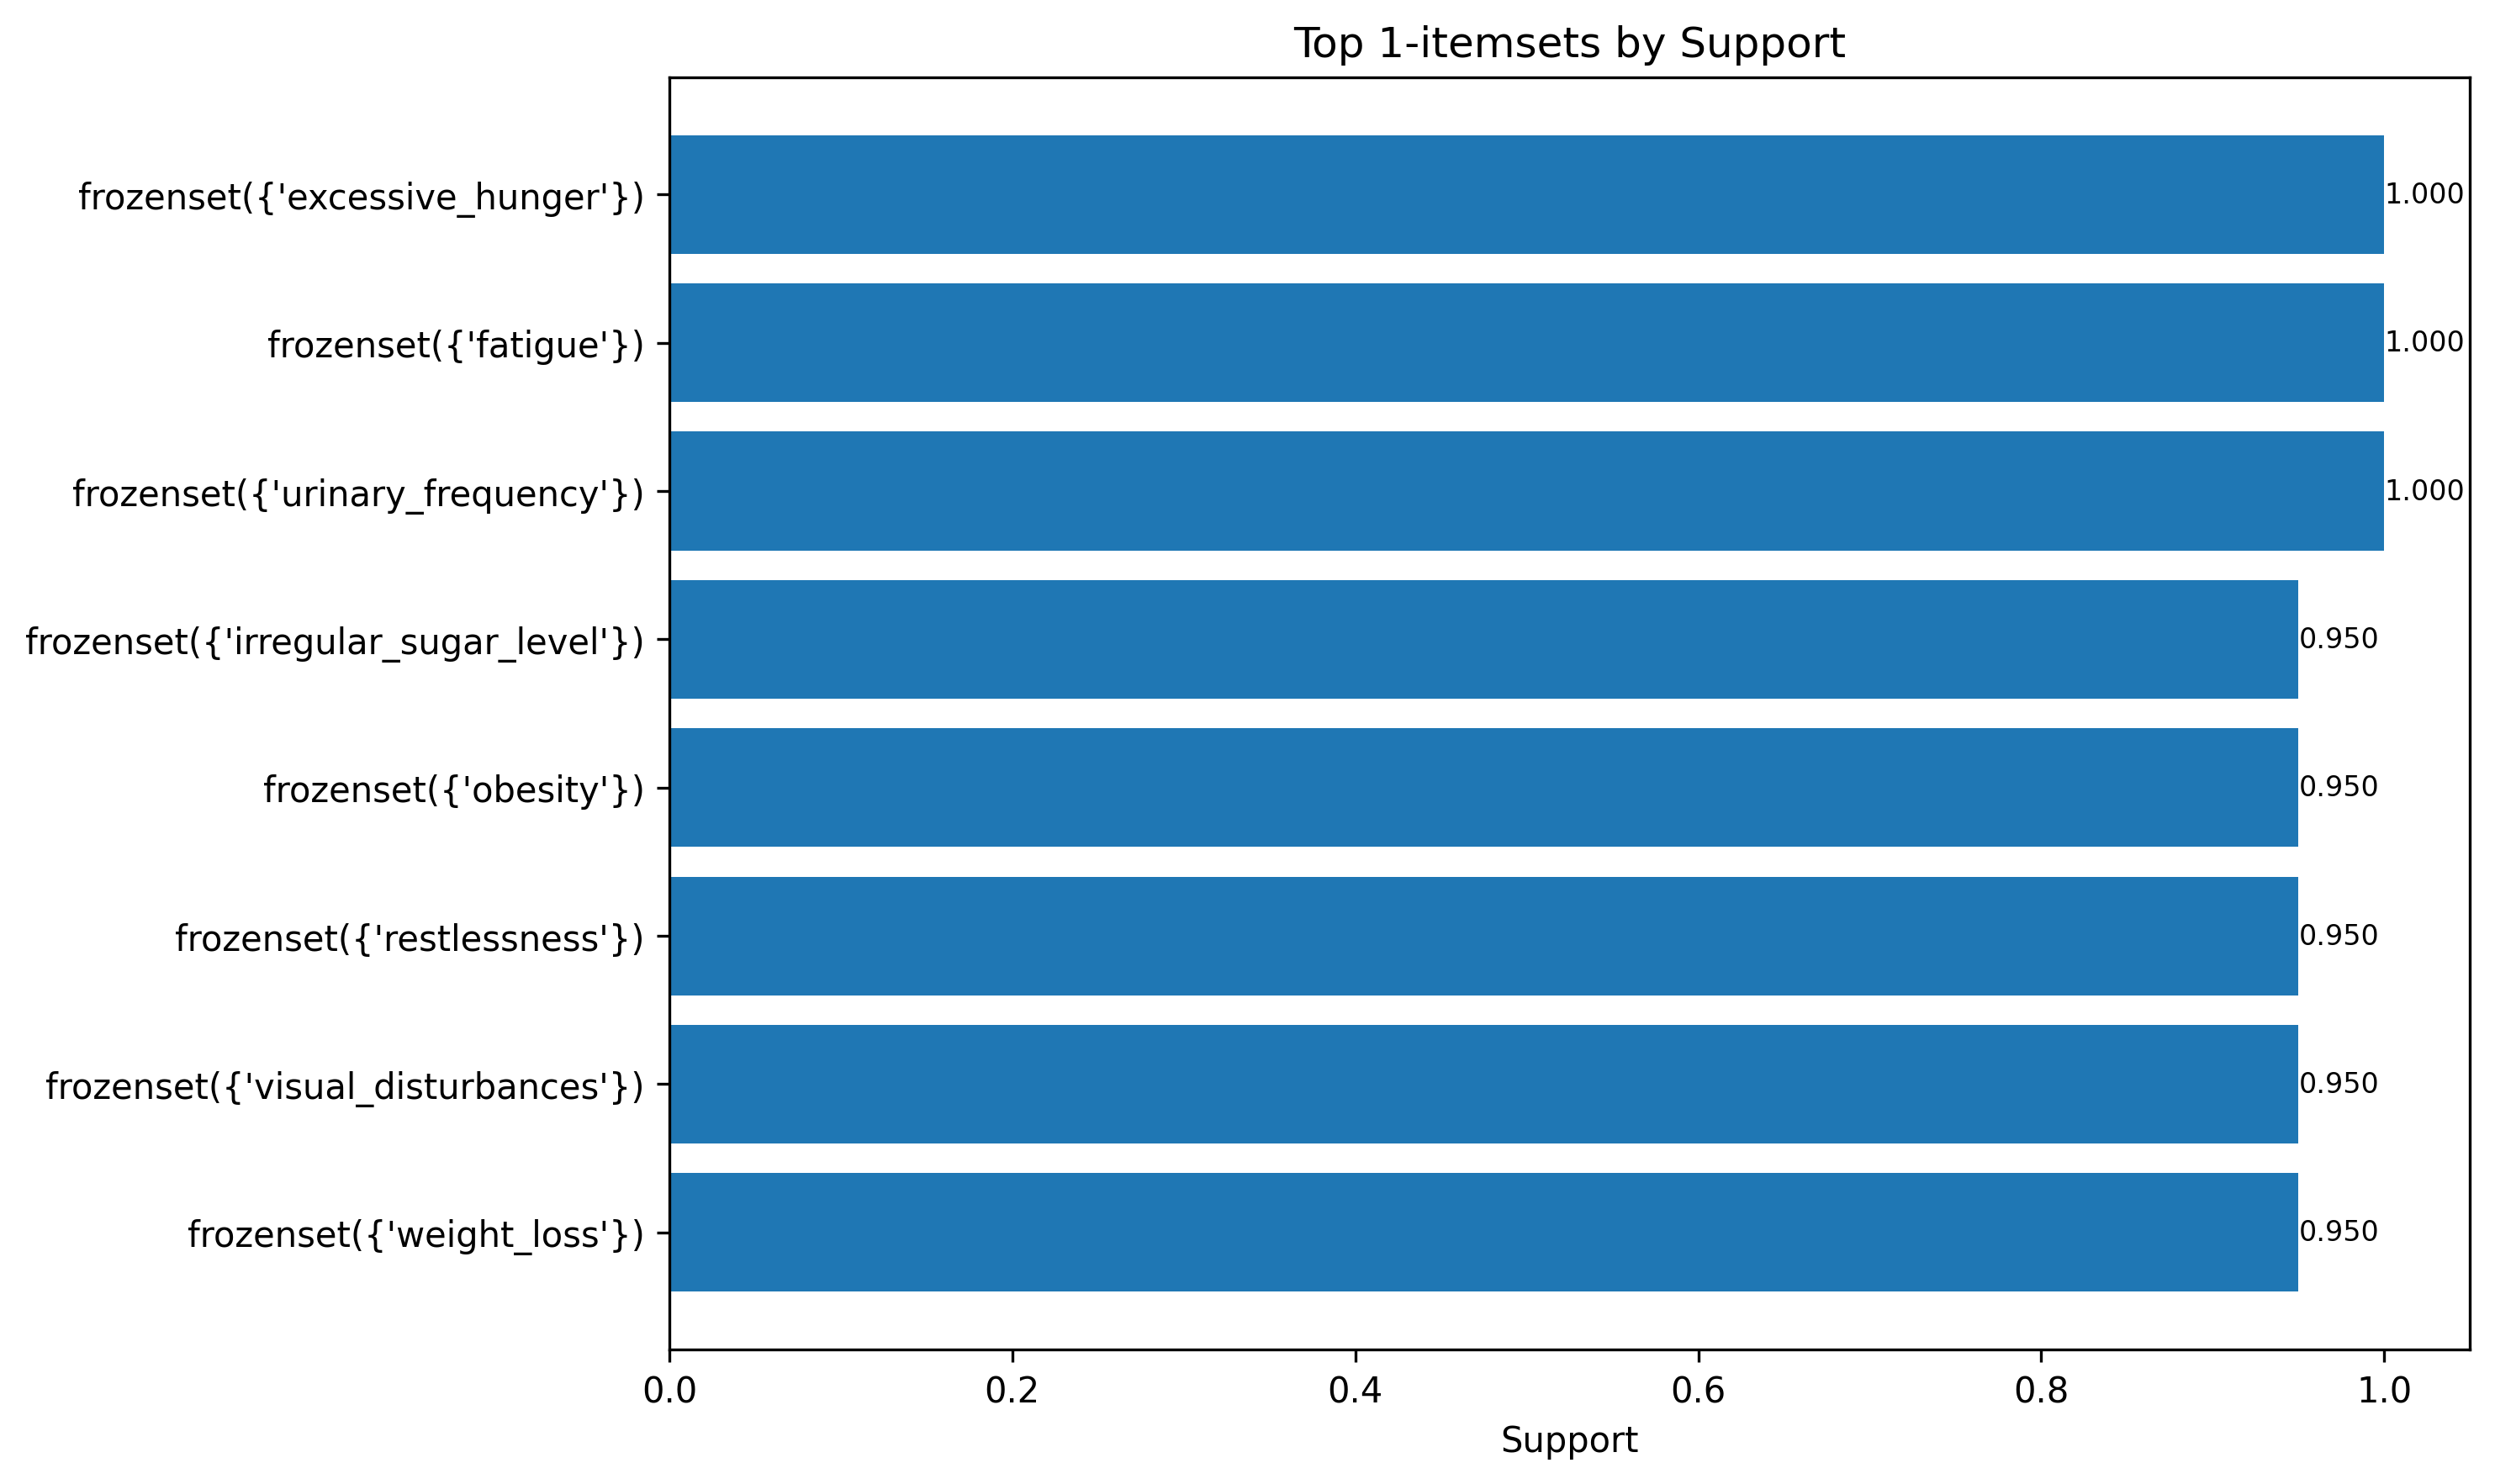 Top 1-itemsets by Support
frozenset({'excessive_hunger'})
1.000
frozenset({'fatigue'})
1.000
frozenset({'urinary_frequency'})
1.000
frozenset({'irregular_sugar_level'})
0.950
frozenset({'obesity'})
0.950
frozenset({'restlessness'})
0.950
frozenset({'visual_disturbances'})
0.950
frozenset({'weight_loss'})
0.950
0.0 0.2 0.4 0.6 0.8 1.0
Support